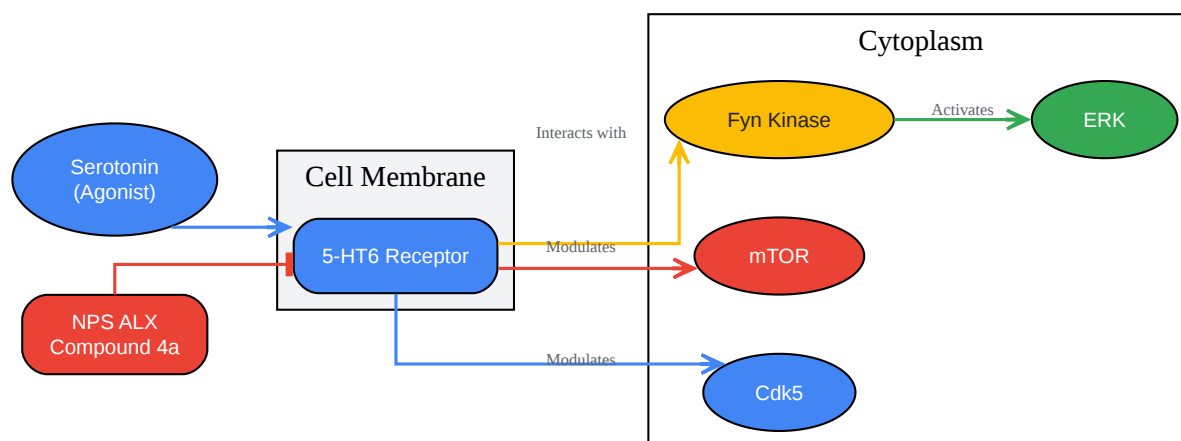 Cytoplasm
Fyn Kinase
Activates
ERK
Interacts with
Serotonin
(Agonist)
Cell Membrane
5-HT6 Receptor
Modulates
mTOR
NPS ALX
Compound 4a
Modulates
Cdk5